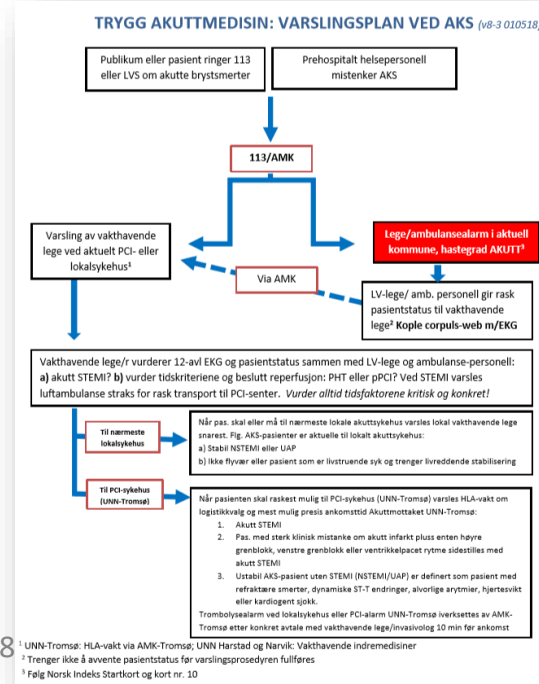 TRYGG AKUTTMEDISIN: VARSLINGSPLAN VED AKS (v8-3 010518)
Publikum eller pasient ringer 113
eller LVS om akutte brystsmerter
Prehospitalt helsepersonell
mistenker AKS
113/AMK
Varsling av vakthavende
lege ved aktuelt PCI- eller
lokalsykehus¹
Lege/ambulansealarm i aktuell
kommune, hastegrad AKUTT³
Via AMK
LV-lege/ amb. personell gir rask
pasientstatus til vakthavende
lege² Kople corpuls-web m/EKG
Vakthavende lege/r vurderer 12-avl EKG og pasientstatus sammen med LV-lege og ambulanse-personell:
a) akutt STEMI? b) vurder tidskriteriene og beslutt reperfusjon: PHT eller pPCI? Ved STEMI varsles
luftambulanse straks for rask transport til PCI-senter. Vurder alltid tidsfaktorene kritisk og konkret!
Til nærmeste
lokalsykehus
Når pas. skal eller må til nærmeste lokale akuttsykehus varsles lokal vakthavende lege
snarest. Flg. AKS-pasienter er aktuelle til lokalt akuttsykehus:
a) Stabil NSTEMI eller UAP
b) Ikke flyvær eller pasient som er livstruende syk og trenger livreddende stabilisering
Til PCI-sykehus
(UNN-Tromsø)
Når pasienten skal raskest mulig til PCI-sykehus (UNN-Tromsø) varsles HLA-vakt om
logistikkvalg og mest mulig presis ankomsttid Akuttmottaket UNN-Tromsø:
1. Akutt STEMI
2. Pas. med sterk klinisk mistanke om akutt infarkt pluss enten høyre
grenblokk, venstre grenblokk eller ventrikkelpacet rytme sidestilles med
akutt STEMI
3. Ustabil AKS-pasient uten STEMI (NSTEMI/UAP) er definert som pasient med
refraktære smerter, dynamiske ST-T endringer, alvorlige arytmier, hjertesvikt
eller kardiogent sjokk.
Trombolysealarm ved lokalsykehus eller PCI-alarm UNN-Tromsø iverksettes av AMK-
Tromsø etter konkret avtale med vakthavende lege/invasivolog 10 min før ankomst
8
¹ UNN-Tromsø: HLA-vakt via AMK-Tromsø; UNN Harstad og Narvik: Vakthavende indremedisiner
² Trenger ikke å avvente pasientstatus før varslingsprosedyren fullføres
³ Følg Norsk Indeks Startkort og kort nr. 10